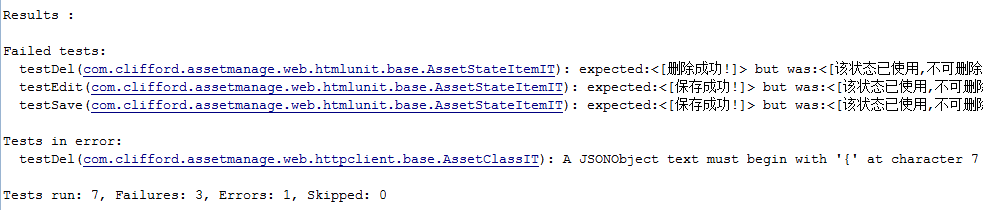 Results :
Failed tests:
testDel(com.clifford.assetmanage.web.htmlunit.base.AssetStateItemIT): expected:<[删除成功!]> but was:<[该状态已使用,不可删除
testEdit(com.clifford.assetmanage.web.htmlunit.base.AssetStateItemIT): expected:<[保存成功!]> but was:<[该状态已使用,不可删除
testSave(com.clifford.assetmanage.web.htmlunit.base.AssetStateItemIT): expected:<[保存成功!]> but was:<[该状态已使用,不可删除
Tests in error:
testDel(com.clifford.assetmanage.web.httpclient.base.AssetClassIT): A JSONObject text must begin with '{' at character 7
Tests run: 7, Failures: 3, Errors: 1, Skipped: 0